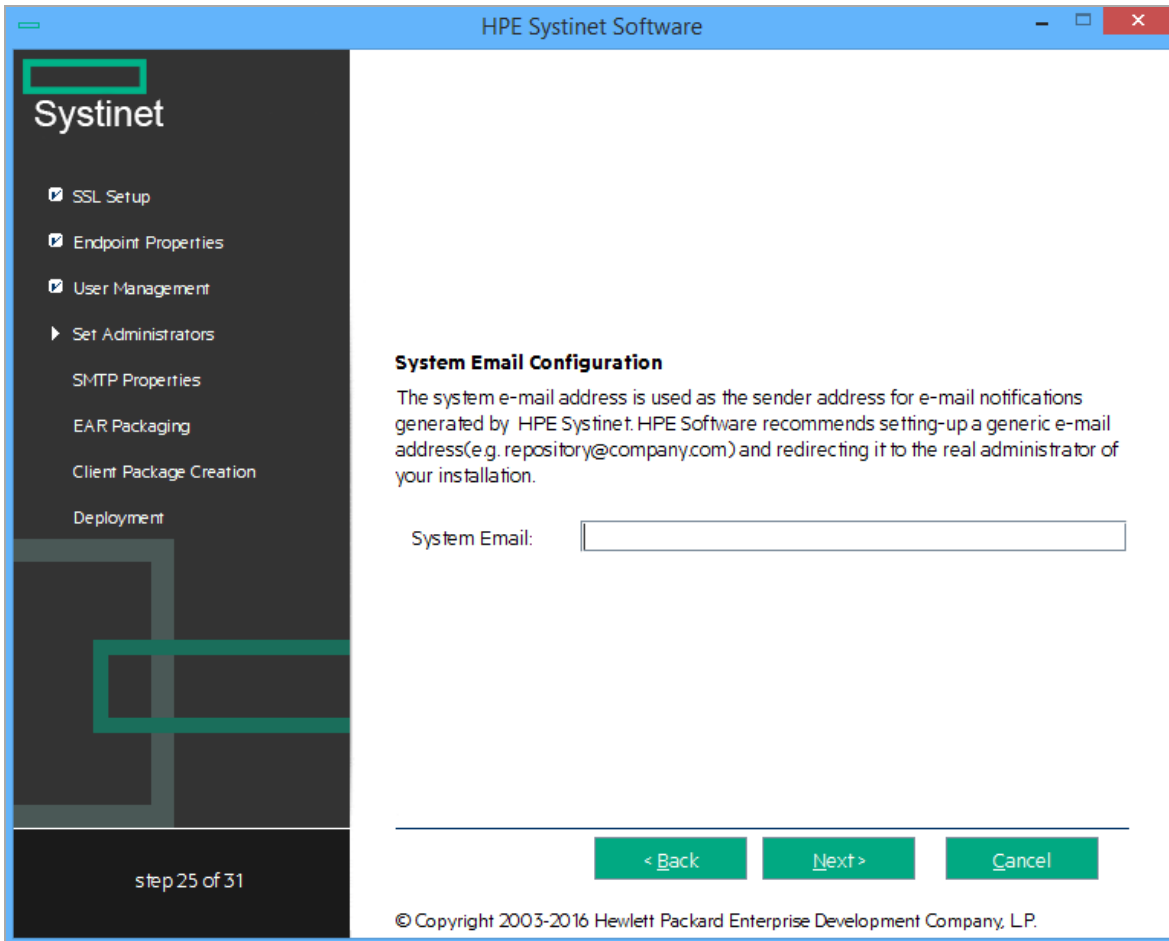 HPE Systinet Software
Systinet
SSL Setup
Endpoint Properties
User Management
Set Administrators
SMTP Properties
EAR Packaging
Client Package Creation
Deployment
step 25 of 31
System Email Configuration
The system e-mail address is used as the sender address for e-mail notifications
generated by  HPE Systinet. HPE Software recommends setting-up a generic e-mail
address(e.g. repository@company.com) and redirecting it to the real administrator of
your installation.
System Email:
< Back
Next >
Cancel
© Copyright 2003-2016 Hewlett Packard Enterprise Development Company, L.P.